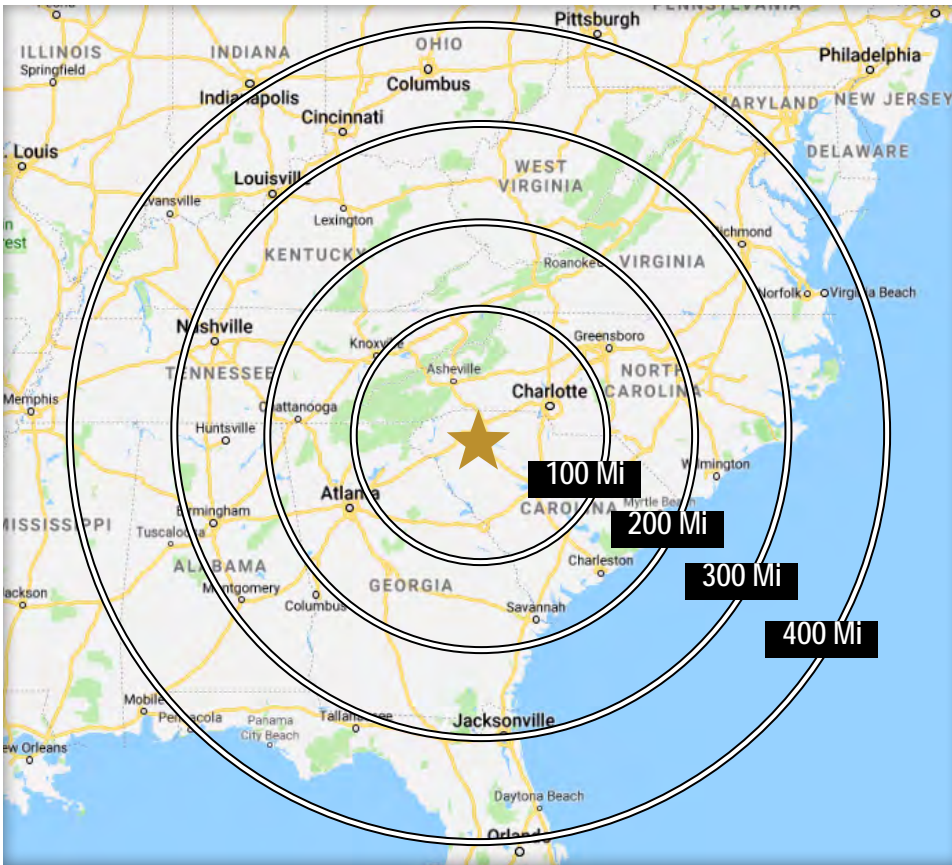 Pittsburgh
PENNSYLVANIA
ILLINOIS
INDIANA
OHIO
Springfield
Columbus
Philadelphia
Indianapolis
MARYLAND
NEW JERSEY
Cincinnati
. Louis
DELAWARE
WEST
VIRGINIA
Louisville
Evansville
Lexington
Richmond
KENTUCKY
Roanoke
VIRGINIA
Norfolk
Virginia Beach
Nashville
Knoxville
Greensboro
TENNESSEE
Asheville
NORTH
CAROLINA
Charlotte
Memphis
Chattanooga
Huntsville
Wilmington
100 Mi
Atlanta
Myrtle Beach
CAROLINA
Birmingham
200 Mi
MISSISSIPPI
Tuscaloosa
Charleston
ALABAMA
300 Mi
GEORGIA
Montgomery
Jackson
Columbus
Savannah
400 Mi
Mobile
Pensacola
Panama
City Beach
Tallahassee
Jacksonville
ew Orleans
Daytona Beach
Orlando